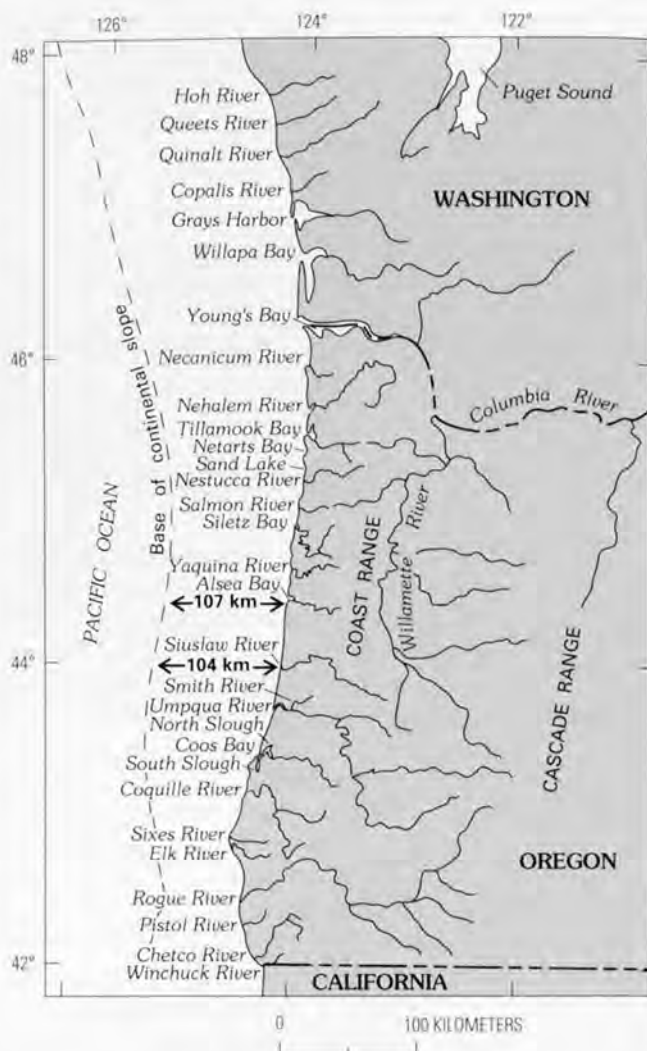 126°
124°
122°
48°
Hoh River
Puget Sound
Queets River
Quinalt River
Copalis River
WASHINGTON
Grays Harbor
Willapa Bay
Young's Bay
46°
Necanicum River
Base of continental slope
Nehalem River
Columbia River
Tillamook Bay
Netarts Bay
Sand Lake
Nestucca River
Salmon River
Siletz Bay
PACIFIC OCEAN
COAST RANGE
Willamette River
Yaquina River
Alsea Bay
107 km
Siuslaw River
44°
104 km
Smith River
Umpqua River
North Slough
CASCADE RANGE
Coos Bay
South Slough
Coquille River
Sixes River
Elk River
OREGON
Rogue River
Pistol River
Chetco River
42°
Winchuck River
CALIFORNIA
0 100 KILOMETERS